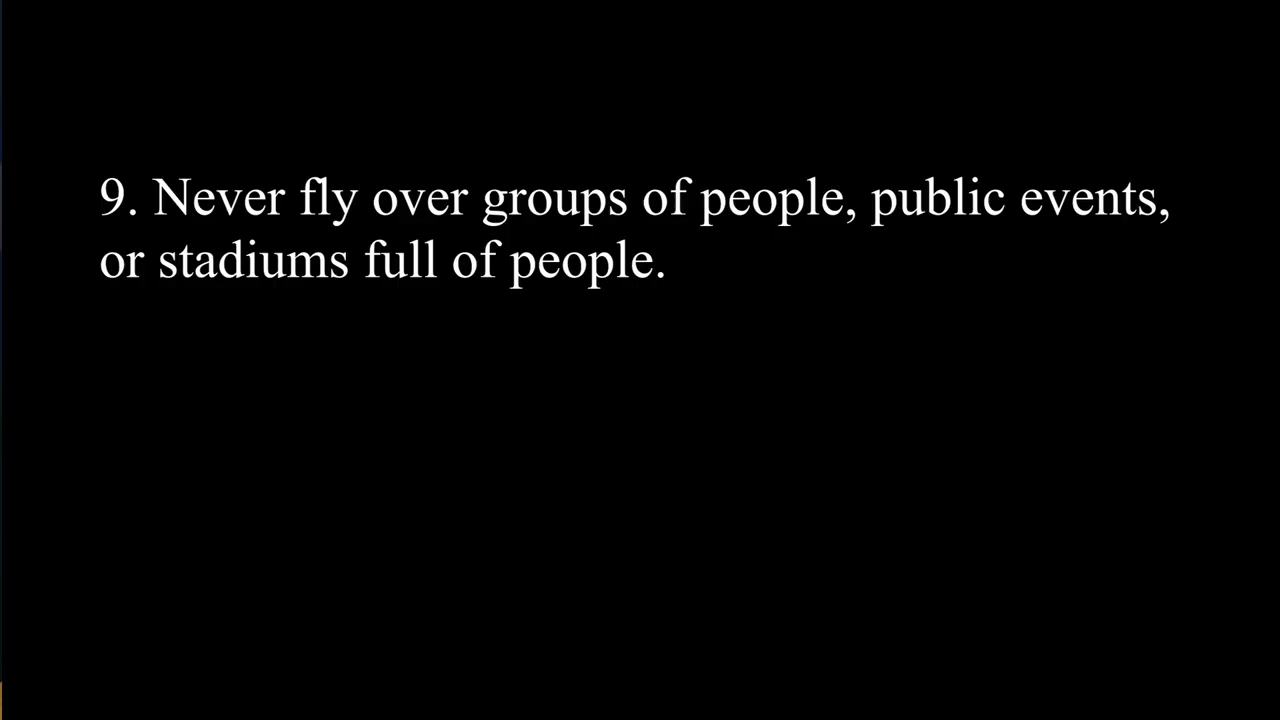 9. Never fly over groups of people, public events,
or stadiums full of people.